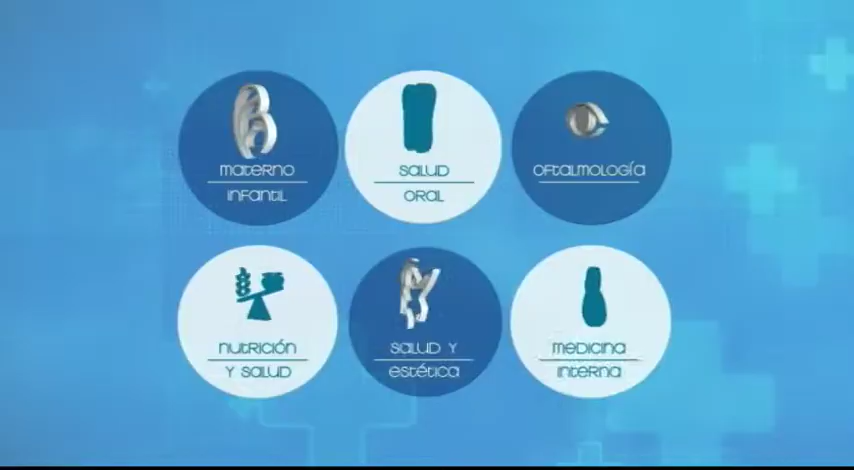 materno
infantil
salud
oral
oftalmología
nutrición
y salud
salud y
estética
medicina
interna